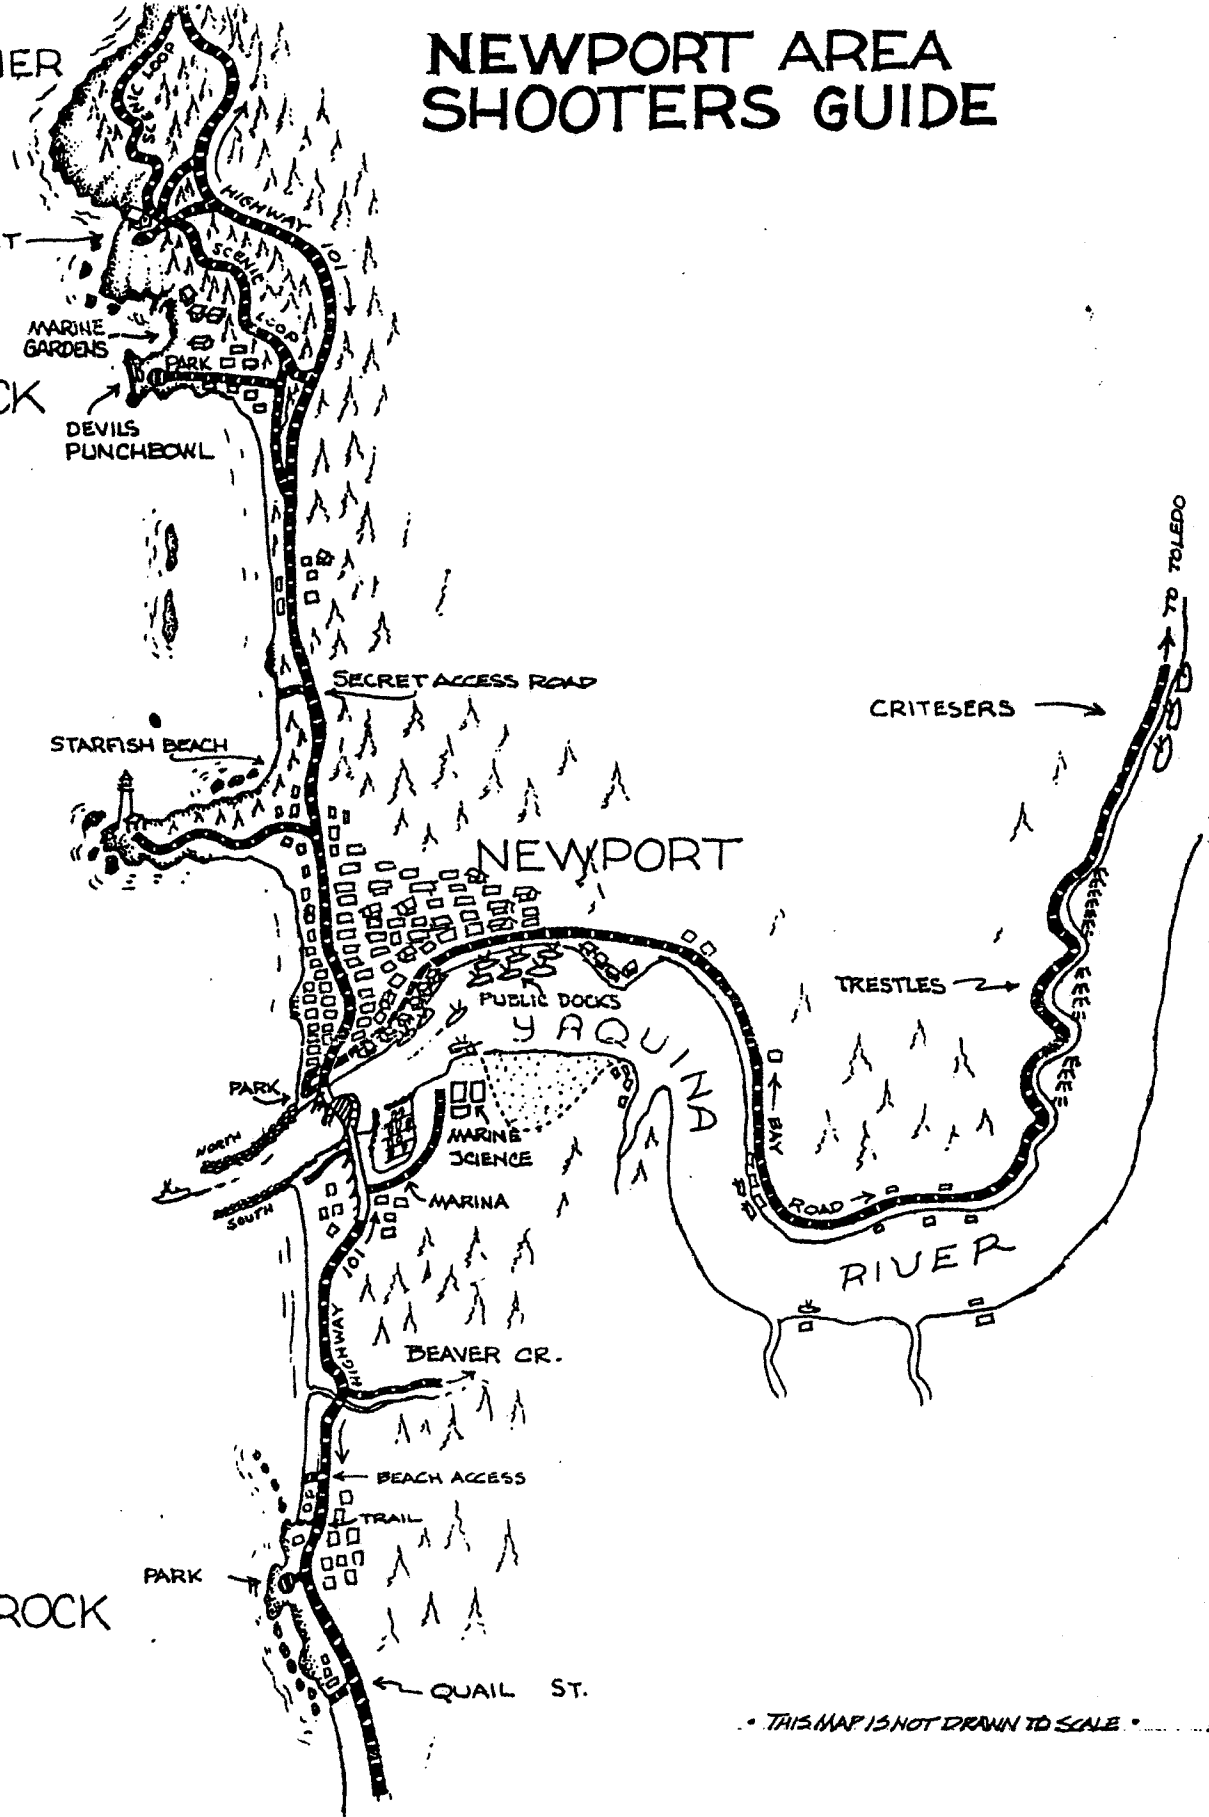 NEWPORT AREA
SHOOTERS GUIDE
SCENIC LOOP
HIGHWAY 101
SCENIC LOOP
MARINE
GARDENS
PARK
DEVILS
PUNCHBOWL
TO TOLEDO
SECRET ACCESS ROAD
CRITESERS
STARFISH BEACH
NEWPORT
TRESTLES
PUBLIC DOCKS
YAQUINA
PARK
NORTH
MARINE
SCIENCE
BAY
MARINA
SOUTH
ROAD
RIVER
HIGHWAY 101
BEAVER CR.
BEACH ACCESS
TRAIL
PARK
ROCK
QUAIL ST.
• THIS MAP IS NOT DRAWN TO SCALE •